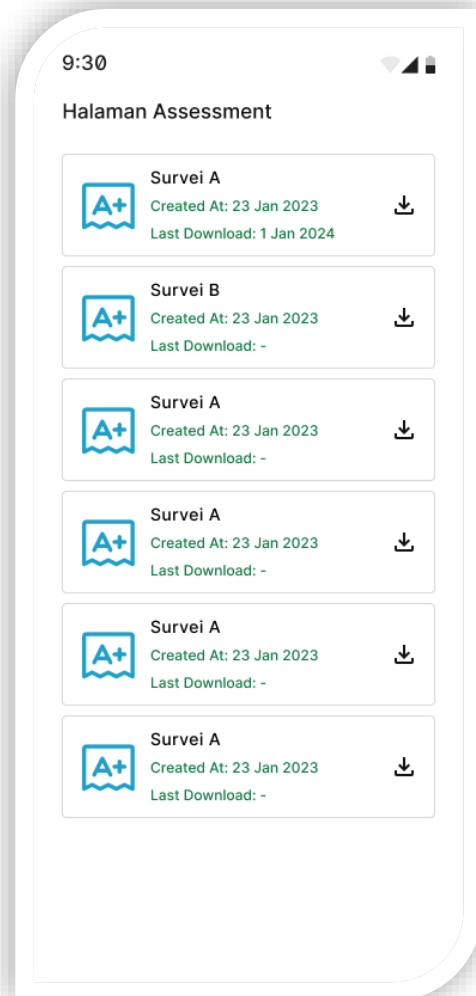 9:30
Halaman Assessment
Survei A
Created At: 23 Jan 2023
Last Download: 1 Jan 2024
A+
Survei B
Created At: 23 Jan 2023
Last Download: -
A+
Survei A
Created At: 23 Jan 2023
Last Download: -
A+
Survei A
Created At: 23 Jan 2023
Last Download: -
A+
Survei A
Created At: 23 Jan 2023
Last Download: -
A+
Survei A
Created At: 23 Jan 2023
Last Download: -
A+